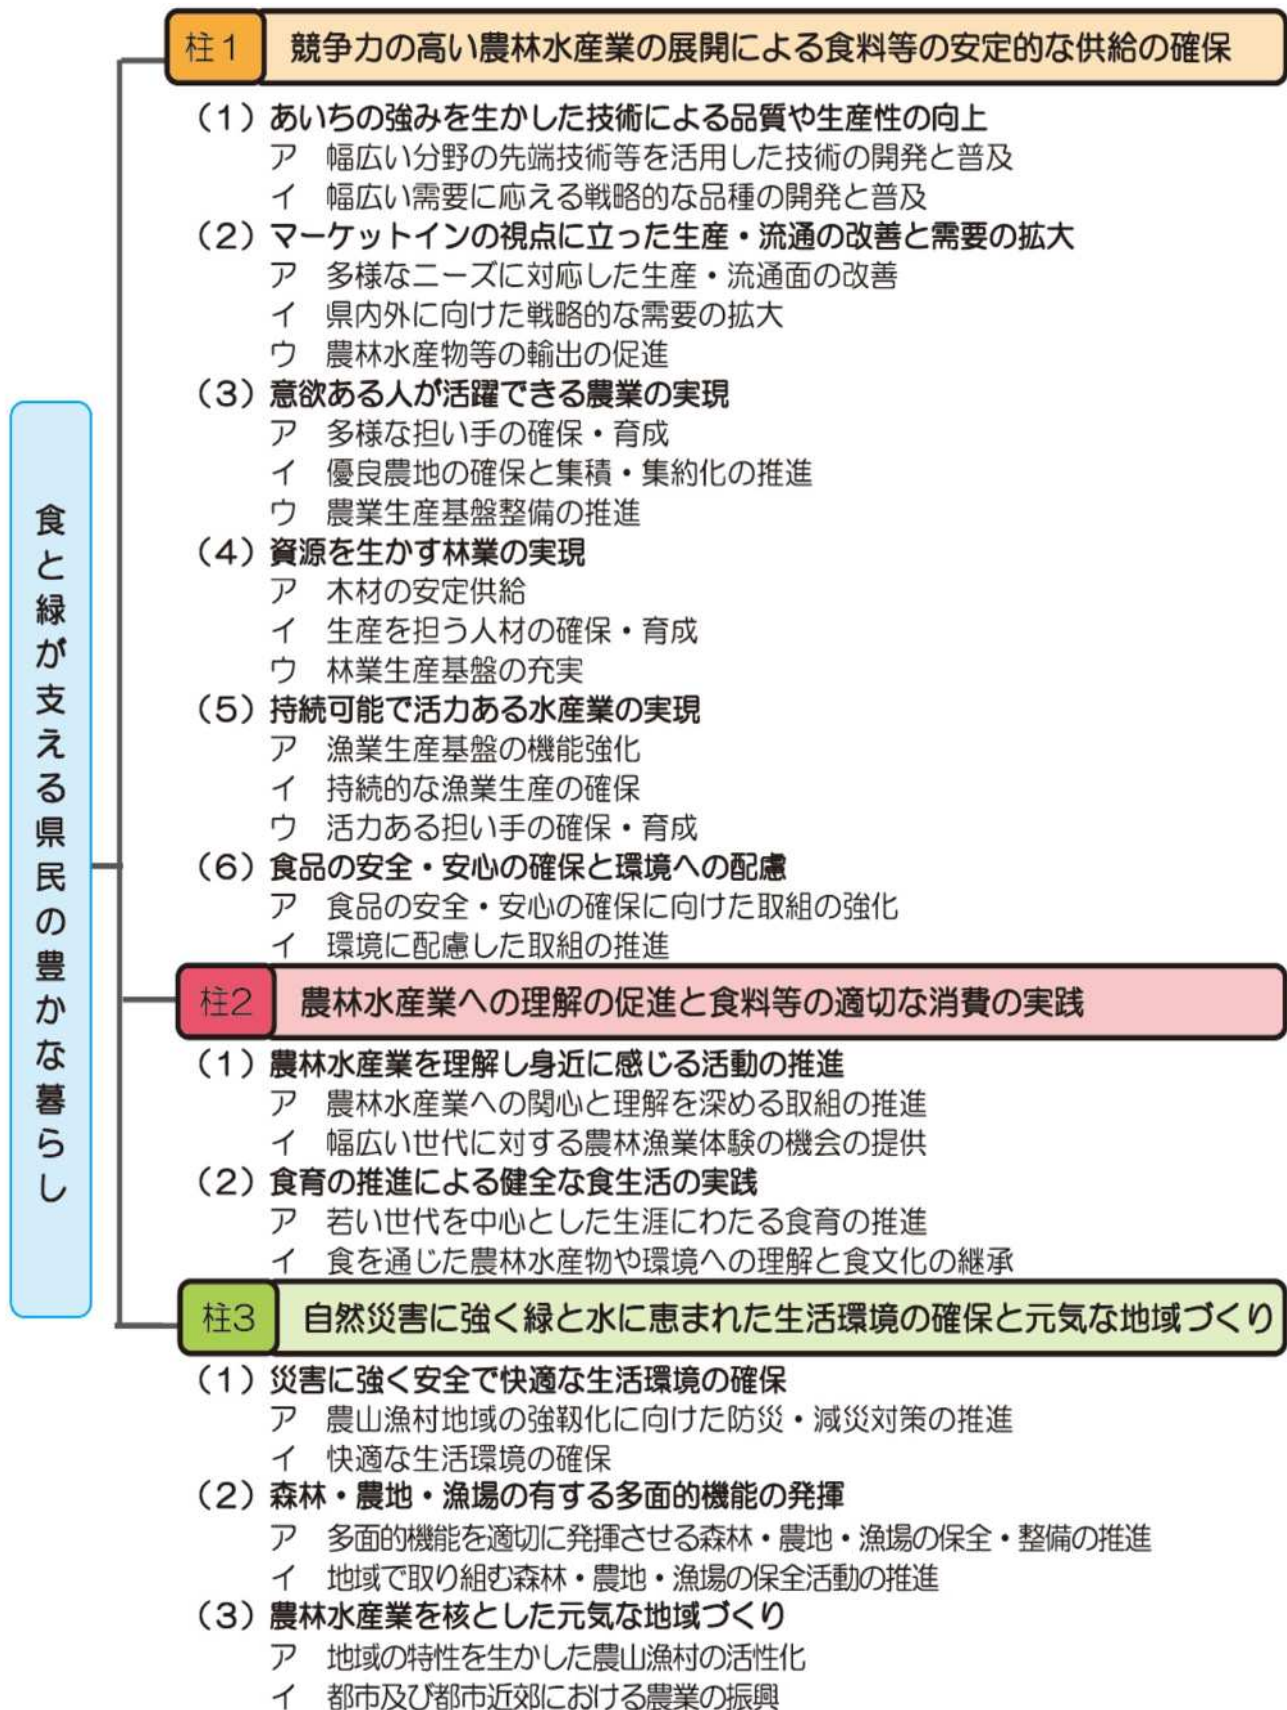 食と緑が支える県民の豊かな暮らし
柱1 競争力の高い農林水産業の展開による食料等の安定的な供給の確保
（1）あいちの強みを生かした技術による品質や生産性の向上
ア 幅広い分野の先端技術等を活用した技術の開発と普及
イ 幅広い需要に応える戦略的な品種の開発と普及
（2）マーケットインの視点に立った生産・流通の改善と需要の拡大
ア 多様なニーズに対応した生産・流通面の改善
イ 県内外に向けた戦略的な需要の拡大
ウ 農林水産物等の輸出の促進
（3）意欲ある人が活躍できる農業の実現
ア 多様な担い手の確保・育成
イ 優良農地の確保と集積・集約化の推進
ウ 農業生産基盤整備の推進
（4）資源を生かす林業の実現
ア 木材の安定供給
イ 生産を担う人材の確保・育成
ウ 林業生産基盤の充実
（5）持続可能で活力ある水産業の実現
ア 漁業生産基盤の機能強化
イ 持続的な漁業生産の確保
ウ 活力ある担い手の確保・育成
（6）食品の安全・安心の確保と環境への配慮
ア 食品の安全・安心の確保に向けた取組の強化
イ 環境に配慮した取組の推進
柱2 農林水産業への理解の促進と食料等の適切な消費の実践
（1）農林水産業を理解し身近に感じる活動の推進
ア 農林水産業への関心と理解を深める取組の推進
イ 幅広い世代に対する農林漁業体験の機会の提供
（2）食育の推進による健全な食生活の実践
ア 若い世代を中心とした生涯にわたる食育の推進
イ 食を通じた農林水産物や環境への理解と食文化の継承
柱3 自然災害に強く緑と水に恵まれた生活環境の確保と元気な地域づくり
（1）災害に強く安全で快適な生活環境の確保
ア 農山漁村地域の強靱化に向けた防災・減災対策の推進
イ 快適な生活環境の確保
（2）森林・農地・漁場の有する多面的機能の発揮
ア 多面的機能を適切に発揮させる森林・農地・漁場の保全・整備の推進
イ 地域で取り組む森林・農地・漁場の保全活動の推進
（3）農林水産業を核とした元気な地域づくり
ア 地域の特性を生かした農山漁村の活性化
イ 都市及び都市近郊における農業の振興